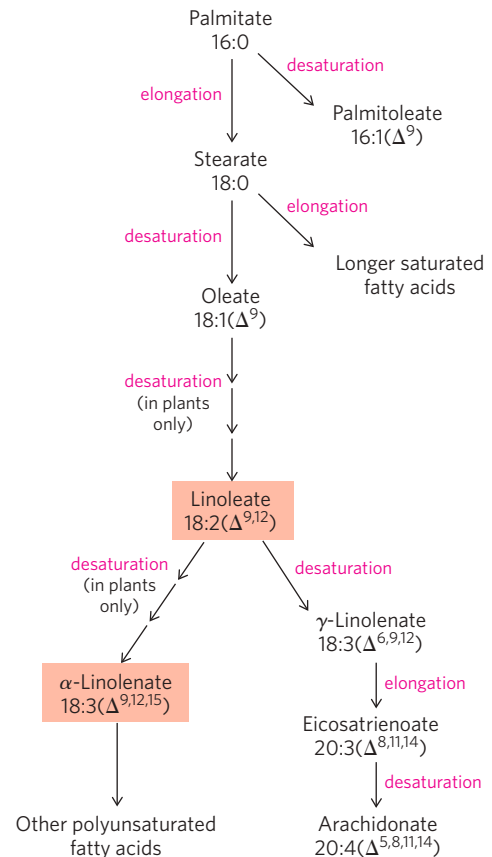 Palmitate
16:0
desaturation
elongation
Palmitoleate
16:1(Δ⁹)
Stearate
18:0
elongation
desaturation
Longer saturated
fatty acids
Oleate
18:1(Δ⁹)
desaturation
(in plants
only)
Linoleate
18:2(Δ⁹,¹²)
desaturation
(in plants
only)
desaturation
γ-Linolenate
18:3(Δ⁶,⁹,¹²)
α-Linolenate
18:3(Δ⁹,¹²,¹⁵)
elongation
Eicosatrienoate
20:3(Δ⁸,¹¹,¹⁴)
desaturation
Other polyunsaturated
fatty acids
Arachidonate
20:4(Δ⁵,⁸,¹¹,¹⁴)